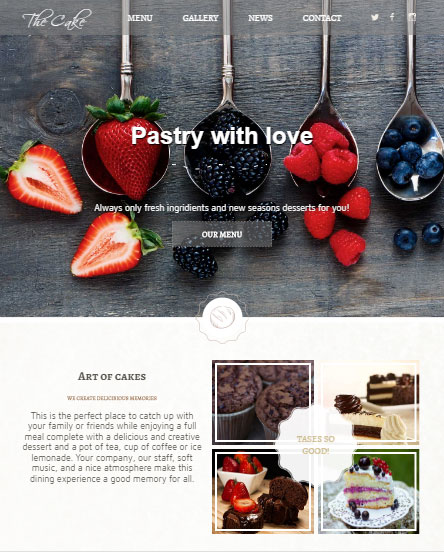 The Cake
MENU GALLERY NEWS CONTACT
Pastry with love
Always only fresh ingridients and new seasons desserts for you!
OUR MENU
ART OF CAKES
WE CREATE DELICIOUS MEMORIES
This is the perfect place to catch up with
your family or friends while enjoying a full
meal complete with a delicious and creative
dessert and a pot of tea, cup of coffee or ice
lemonade. Your company, our staff, soft
music, and a nice atmosphere make this
dining experience a good memory for all.
TASES SO
GOOD!